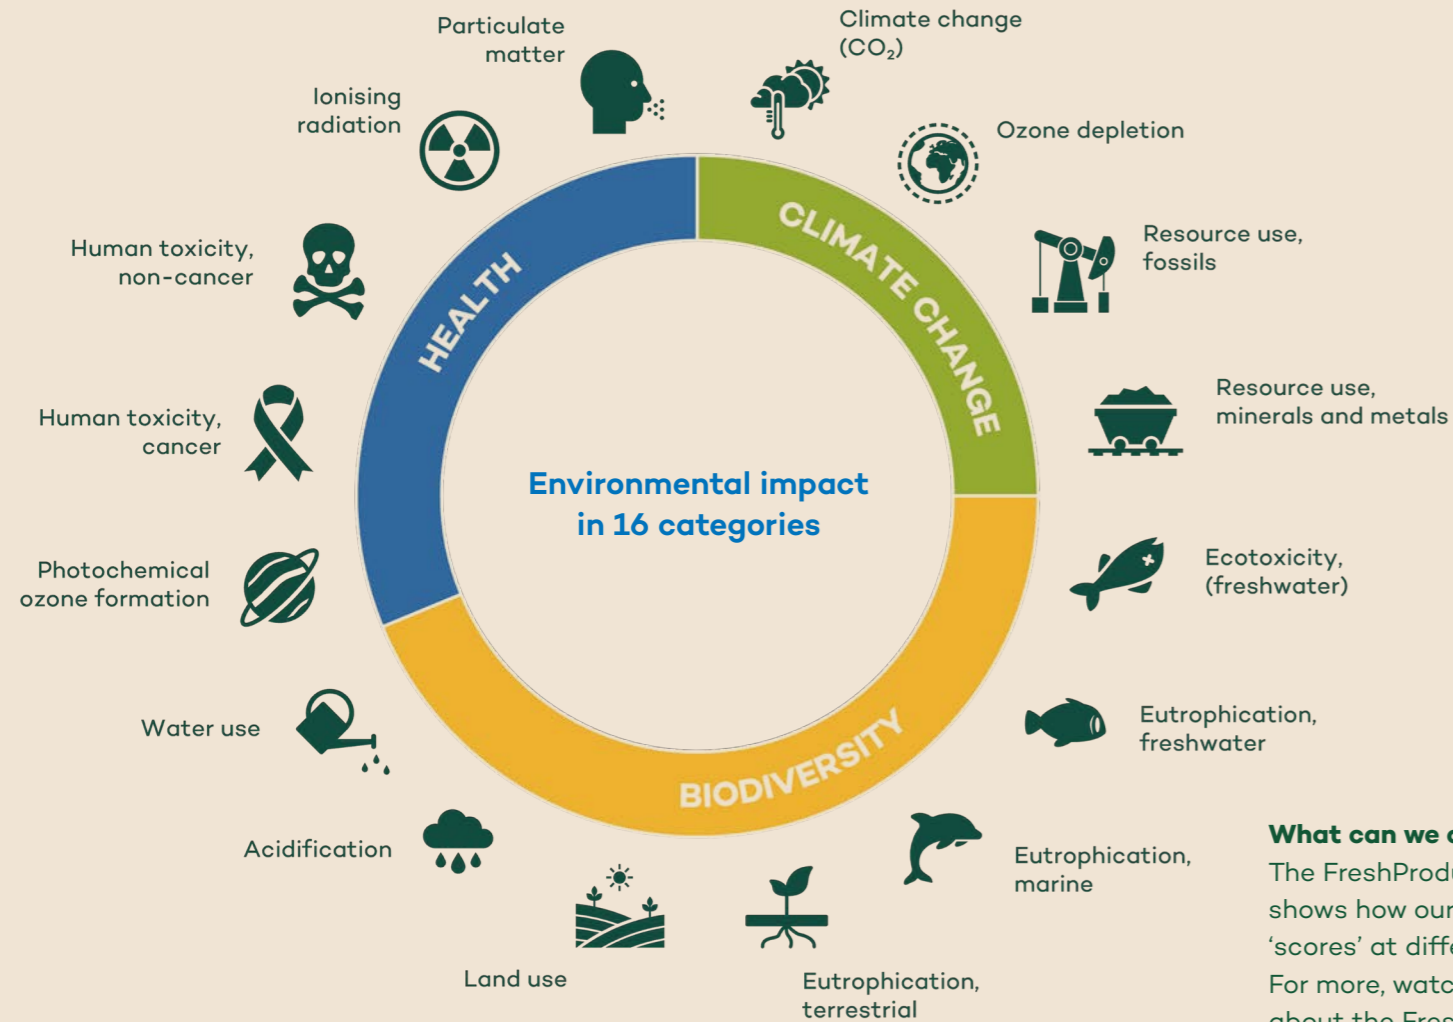 Particulate
matter
Climate change
(CO₂)
Ionising
radiation
Ozone depletion
Human toxicity,
non-cancer
Resource use,
fossils
HEALTH
CLIMATE CHANGE
Human toxicity,
cancer
Resource use,
minerals and metals
Environmental impact
in 16 categories
Photochemical
ozone formation
Ecotoxicity,
(freshwater)
Water use
Eutrophication,
freshwater
BIODIVERSITY
Acidification
Eutrophication,
marine
Land use
Eutrophication,
terrestrial
What can we
The
shows how our
‘scores’ at
For more,
about the